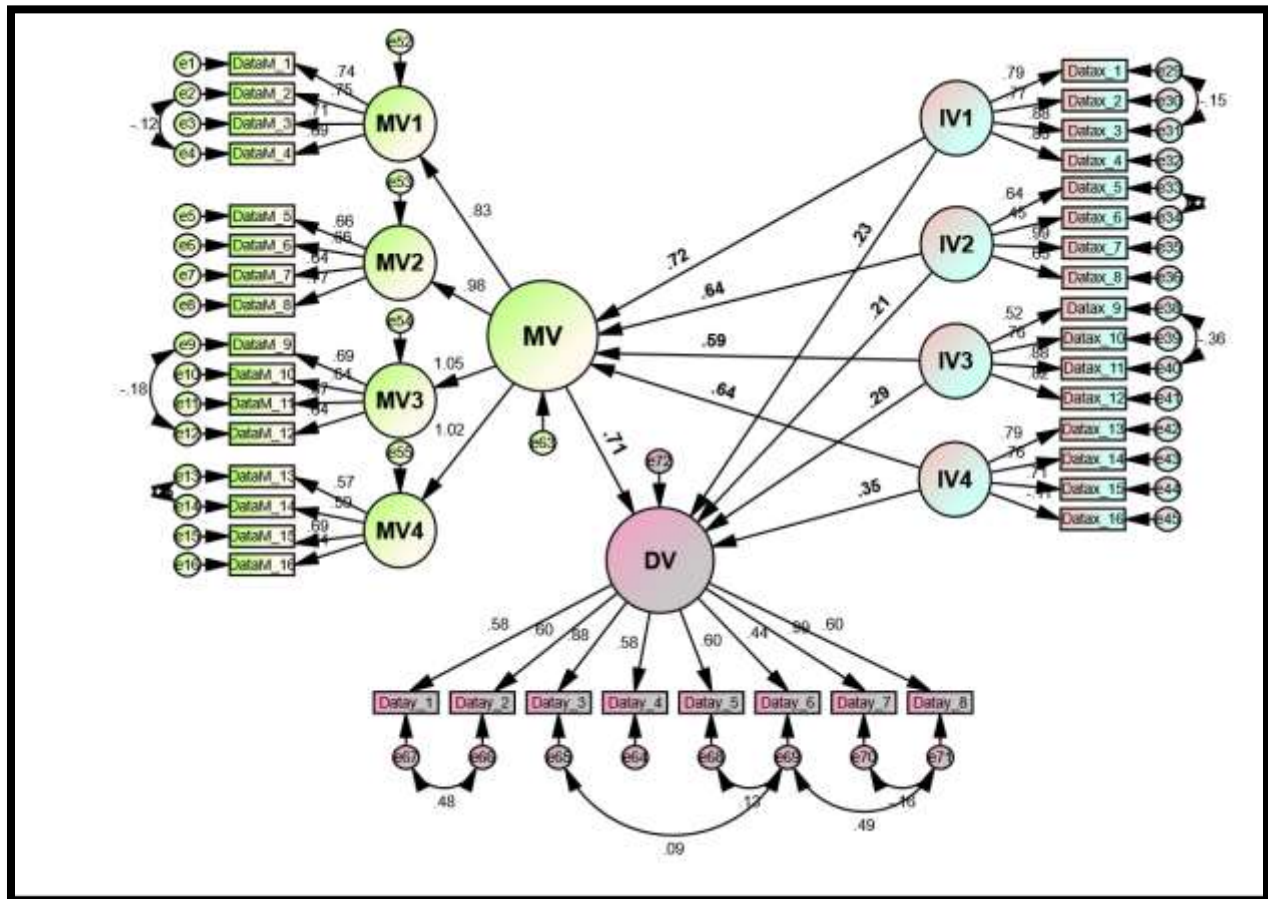 e52
e1 DataM_1 .74
e2 DataM_2 .75
e3 DataM_3 .71
e4 DataM_4
-.12
MV1
e53
.83
e5 DataM_5 .66
e6 DataM_6 .66
e7 DataM_7 .64
e8 DataM_8
MV2
.98
e54
e9 DataM_9 .69
e10 DataM_10 .64
e11 DataM_11
e12 DataM_12 .64
-.18
MV3
1.05
e55
1.02
e13 DataM_13 .57
e14 DataM_14 .59
e15 DataM_15 .69
e16 DataM_16
MV4
MV
e63
.71
IV1
.79 Datax_1 e29
.77 Datax_2 e30
.88 Datax_3 e31
Datax_4 e32
-.15
.72
.23
IV2
.64 Datax_5 e33
.45 Datax_6 e34
.99 Datax_7 e35
Datax_8 e36
.64
.21
IV3
.52 Datax_9 e38
.76 Datax_10 e39
.88 Datax_11 e40
Datax_12 e41
-.36
.59
.29
IV4
.79 Datax_13 e42
.76 Datax_14 e43
.71 Datax_15 e44
Datax_16 e45
.64
.35
e72
DV
.58 .60 .88 .58 .60 .44 .99 .60
Datay_1 Datay_2 Datay_3 Datay_4 Datay_5 Datay_6 Datay_7 Datay_8
e67 e66 e65 e64 e68 e69 e70 e71
.48 .13 -.16
.49
.09